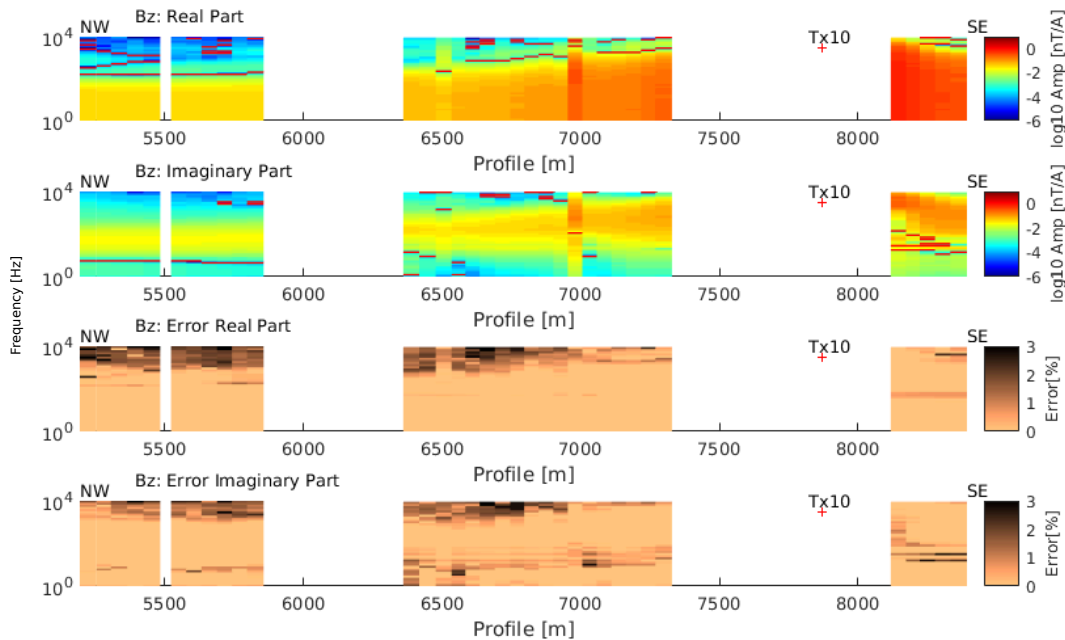 Bz: Real Part
NW
Tx10
SE
10^4
10^0
5500 6000 6500 7000 7500 8000
Profile [m]
0
-2
-4
-6
log10 Amp [nT/A]
Bz: Imaginary Part
NW
Tx10
SE
10^4
10^0
5500 6000 6500 7000 7500 8000
Profile [m]
0
-2
-4
-6
log10 Amp [nT/A]
Frequency [Hz]
Bz: Error Real Part
NW
Tx10
SE
10^4
10^0
5500 6000 6500 7000 7500 8000
Profile [m]
3
2
1
0
Error[%]
Bz: Error Imaginary Part
NW
Tx10
SE
10^4
10^0
5500 6000 6500 7000 7500 8000
Profile [m]
3
2
1
0
Error[%]